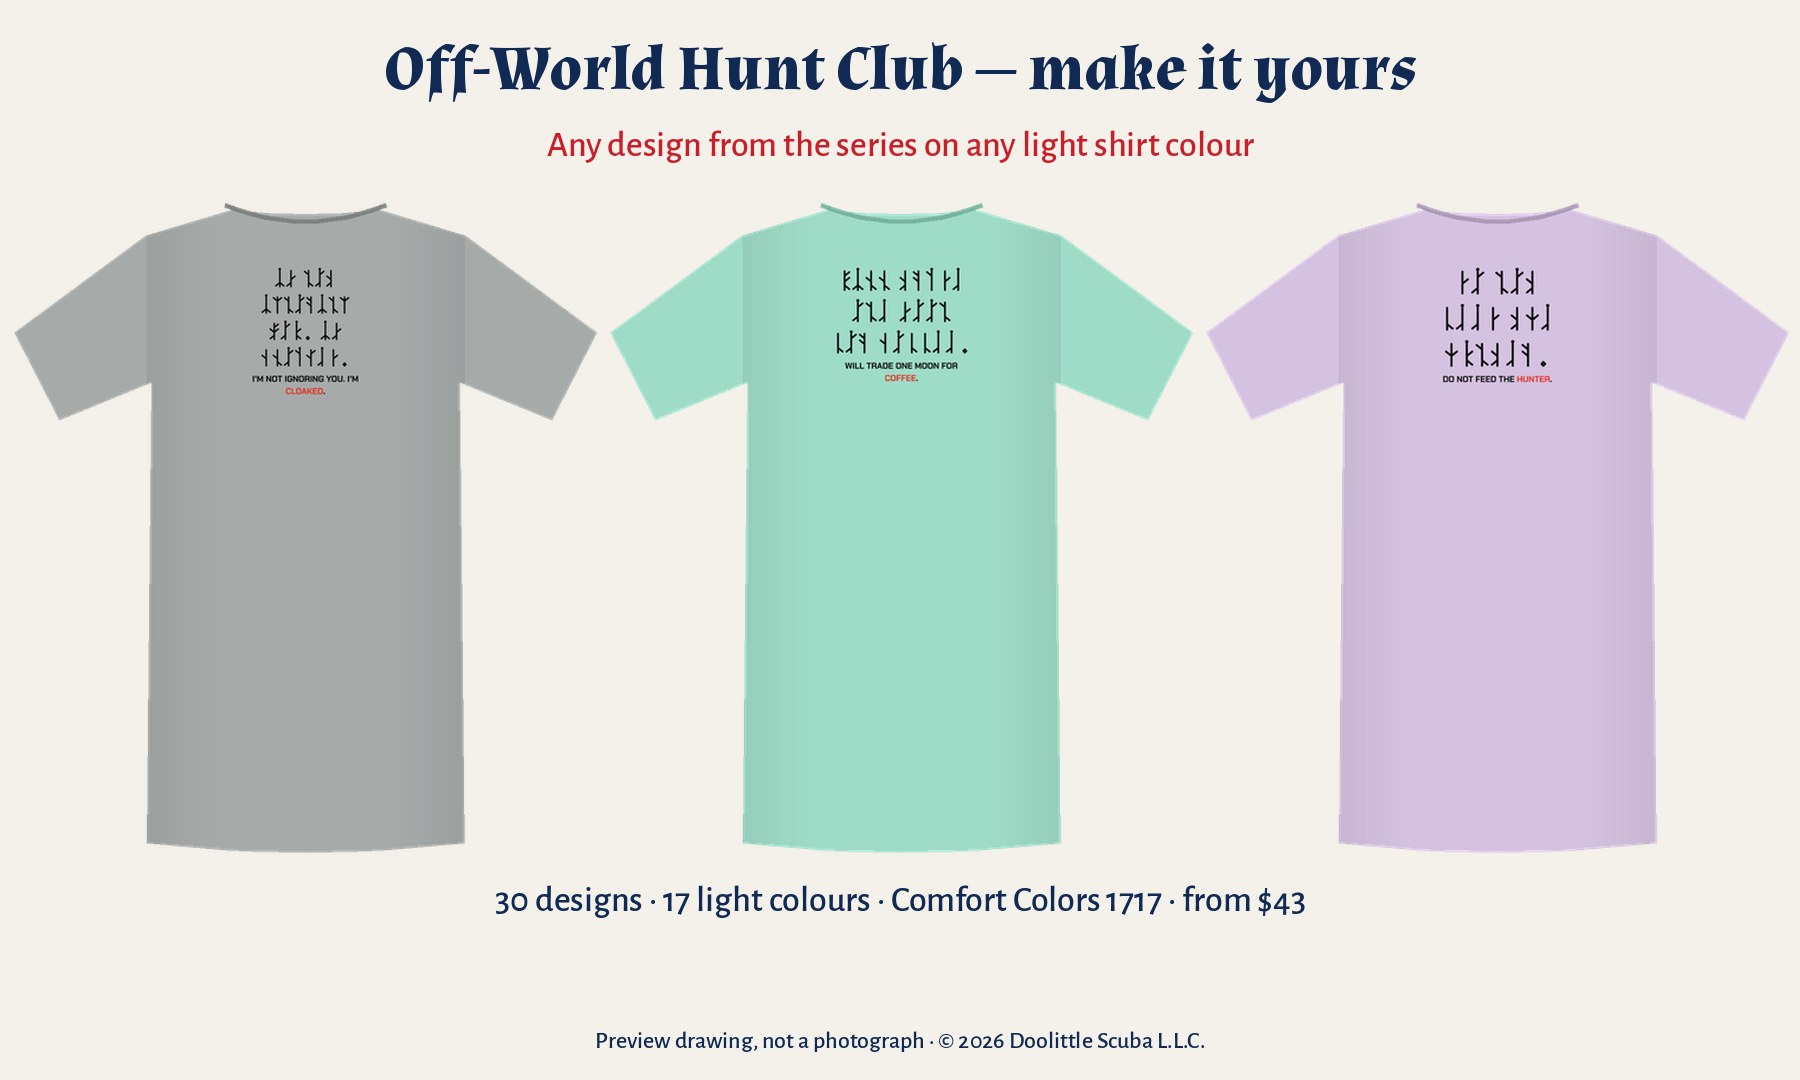 Off-World Hunt Club — make it yours
Any design from the series on any light shirt colour
I'M NOT IGNORING YOU. I'M
CLOAKED.
WILL TRADE ONE MOON FOR
COFFEE.
DO NOT FEED THE HUNTER.
30 designs · 17 light colours · Comfort Colors 1717 · from $43
Preview drawing, not a photograph · © 2026 Doolittle Scuba L.L.C.